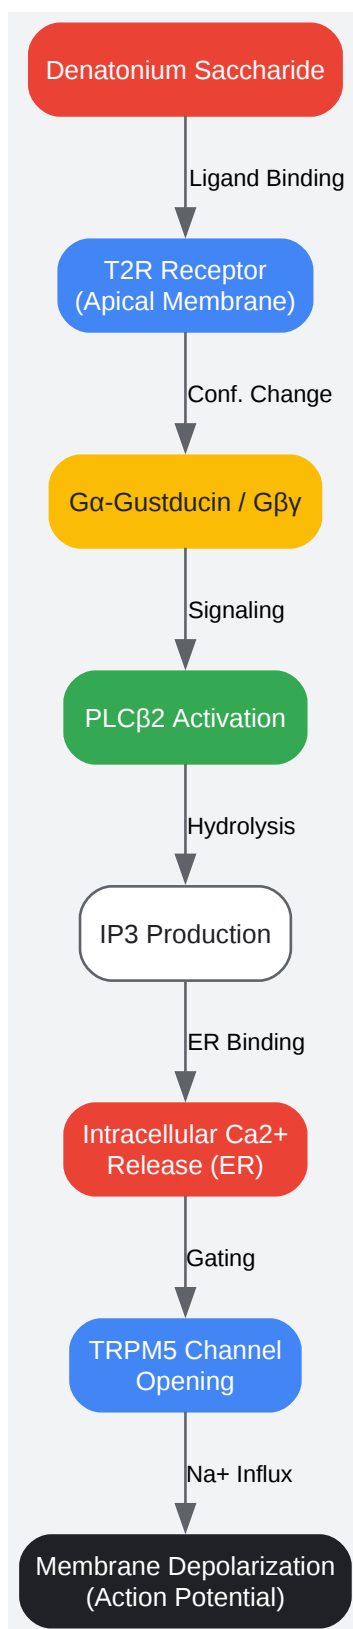 Denatonium Saccharide
Ligand Binding
T2R Receptor
(Apical Membrane)
Conf. Change
Gα-Gustducin / Gβγ
Signaling
PLCβ2 Activation
Hydrolysis
IP3 Production
ER Binding
Intracellular Ca2+
Release (ER)
Gating
TRPM5 Channel
Opening
Na+ Influx
Membrane Depolarization
(Action Potential)